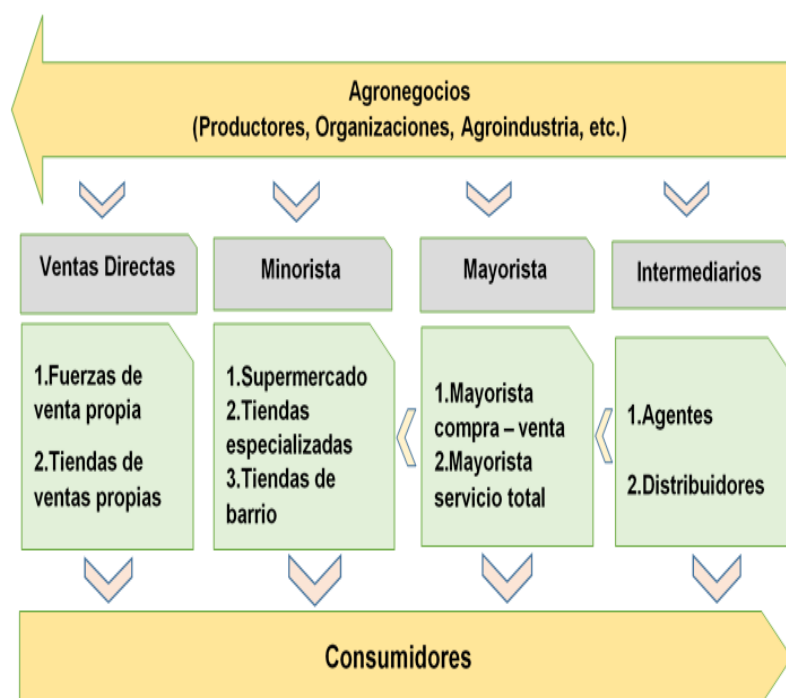 Agronegocios
(Productores, Organizaciones, Agroindustria, etc.)
Ventas Directas
Minorista
Mayorista
Intermediarios
1.Fuerzas de
venta propia
2.Tiendas de
ventas propias
1.Supermercado
2.Tiendas
especializadas
3.Tiendas de
barrio
1.Mayorista
compra – venta
2.Mayorista
servicio total
1.Agentes
2.Distribuidores
Consumidores